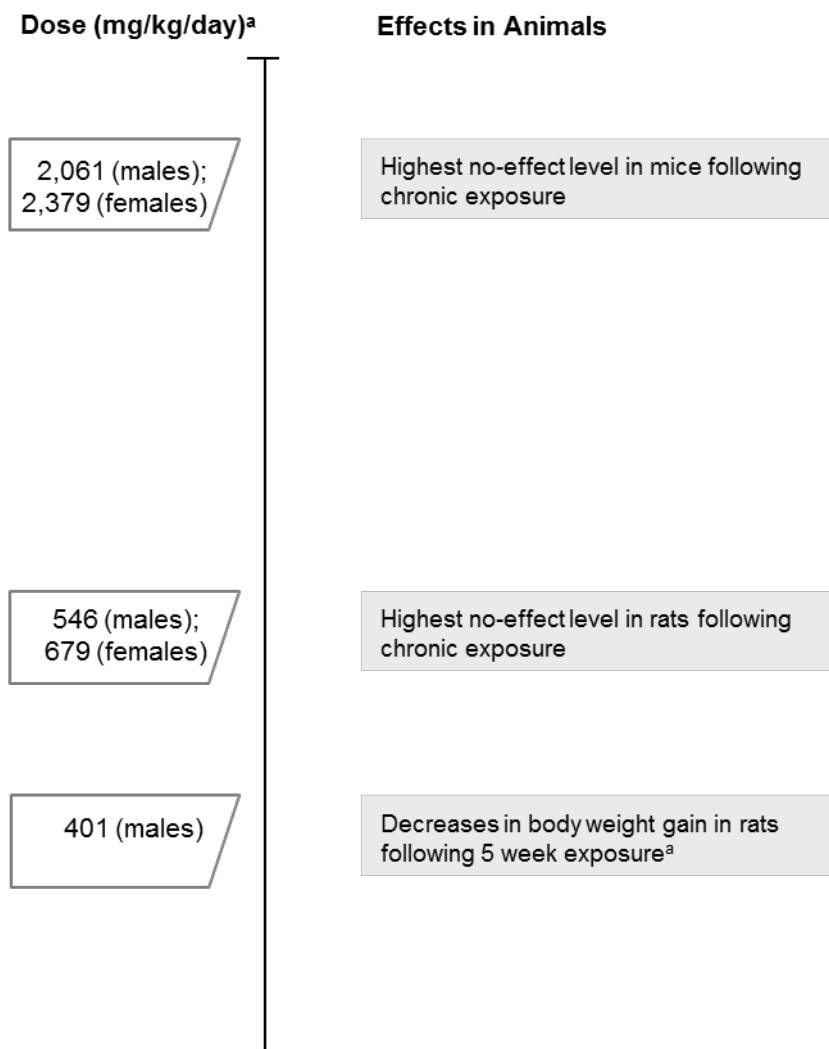 Dose (mg/kg/day)ᵃ
Effects in Animals
2,061 (males);
2,379 (females)
Highest no-effect level in mice following
chronic exposure
546 (males);
679 (females)
Highest no-effect level in rats following
chronic exposure
401 (males)
Decreases in body weight gain in rats
following 5 week exposureᵃ